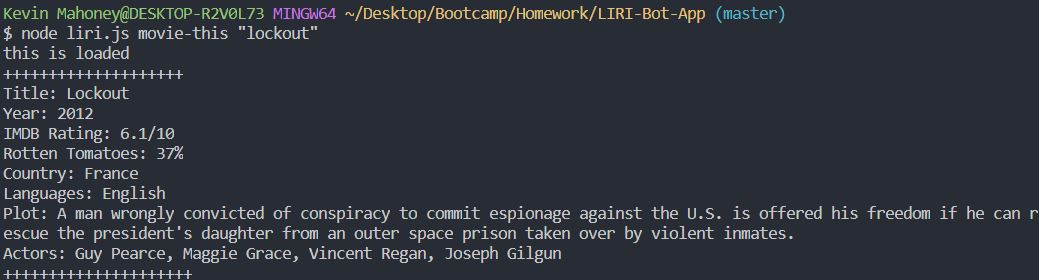 Kevin Mahoney@DESKTOP-R2V0L73 MINGW64 ~/Desktop/Bootcamp/Homework/LIRI-Bot-App (master)
$ node liri.js movie-this "lockout"
this is loaded
++++++++++++++++++++
Title: Lockout
Year: 2012
IMDB Rating: 6.1/10
Rotten Tomatoes: 37%
Country: France
Languages: English
Plot: A man wrongly convicted of conspiracy to commit espionage against the U.S. is offered his freedom if he can r
escue the president's daughter from an outer space prison taken over by violent inmates.
Actors: Guy Pearce, Maggie Grace, Vincent Regan, Joseph Gilgun
+++++++++++++++++++++